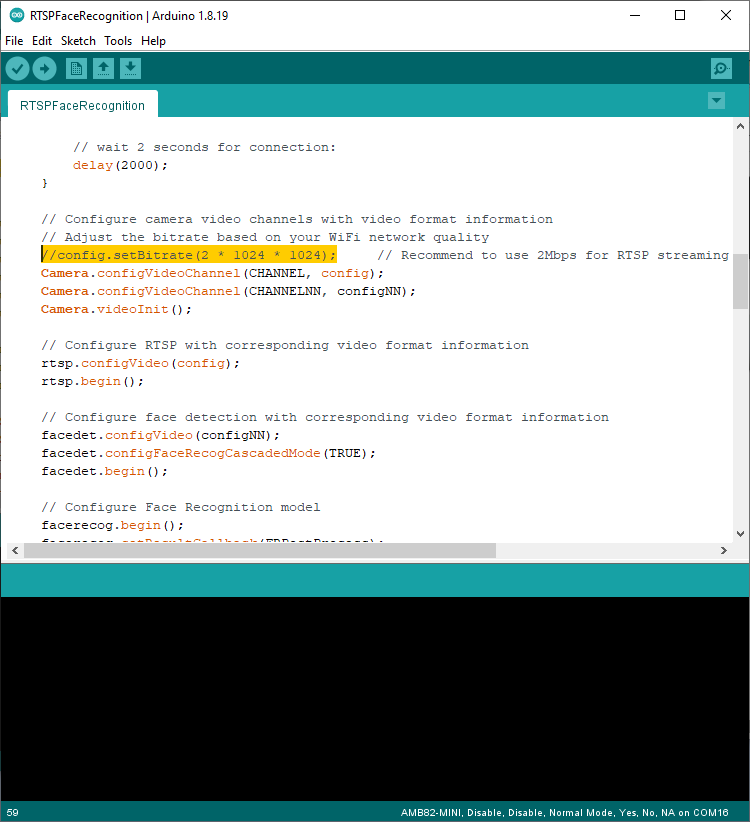 RTSPFaceRecognition | Arduino 1.8.19
File Edit Sketch Tools Help
RTSPFaceRecognition
// wait 2 seconds for connection:
delay(2000);
}
// Configure camera video channels with video format information
// Adjust the bitrate based on your WiFi network quality
//config.setBitrate(2 * 1024 * 1024);     // Recommend to use 2Mbps for RTSP streaming
Camera.configVideoChannel(CHANNEL, config);
Camera.configVideoChannel(CHANNELNN, configNN);
Camera.videoInit();
// Configure RTSP with corresponding video format information
rtsp.configVideo(config);
rtsp.begin();
// Configure face detection with corresponding video format information
facedet.configVideo(configNN);
facedet.configFaceRecogCascadedMode(TRUE);
facedet.begin();
// Configure Face Recognition model
facerecog.begin();
facerecog.setResultCallback(FRPostProcess);
59
AMB82-MINI, Disable, Disable, Normal Mode, Yes, No, NA on COM16